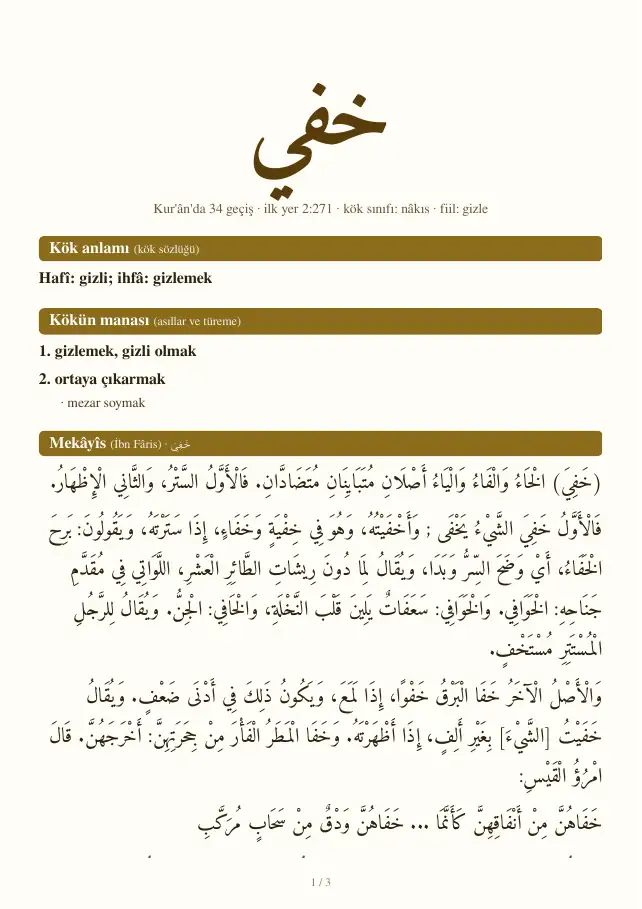 خفي
Kur'ân'da 34 geçiş · ilk yer 2:271 · kök sınıfı: nâkıs · fiil: gizle
Kök anlamı (kök sözlüğü)
Hafî: gizli; ihfâ: gizlemek
Kökün manası (asıllar ve türeme)
1. gizlemek, gizli olmak
2. ortaya çıkarmak
· mezar soymak
Mekâyîs (İbn Fâris) · خَفِيَ
(خَفِيَ) الْخَاءُ وَالْفَاءُ وَالْيَاءُ أَصْلَانِ مُتَبَايِنَانِ مُتَضَادَّانِ. فَالْأَوَّلُ السَّتْرُ، وَالثَّانِي الْإِظْهَارُ.
فَالْأَوَّلُ خَفِيَ الشَّيْءُ يَخْفَى ; وَأَخْفَيْتُهُ، وَهُوَ فِي خِفْيَةٍ وَخَفَاءٍ، إِذَا سَتَرْتَهُ، وَيَقُولُونَ: بَرِحَ
الْخَفَاءُ، أَيْ وَضَحَ السِّرُّ وَبَدَا، وَيُقَالُ لِمَا دُونَ رِيشَاتِ الطَّائِرِ الْعَشْرِ، اللَّوَاتِي فِي مُقَدَّمِ
جَنَاحِهِ: الْخَوَافِي. وَالْخَوَافِي: سَعَفَاتٌ يَلِينَ قَلْبَ النَّخْلَةِ، وَالْخَافِي: الْجِنُّ. وَيُقَالُ لِلرَّجُلِ
الْمُسْتَتِرِ مُسْتَخْفٍ.
وَالْأَصْلُ الْآخَرُ خَفَا الْبَرْقُ خَفْوًا، إِذَا لَمَعَ، وَيَكُونُ ذَلِكَ فِي أَدْنَى ضَعْفٍ. وَيُقَالُ
خَفَيْتُ [الشَّيْءَ] بِغَيْرِ أَلِفٍ، إِذَا أَظْهَرْتَهُ. وَخَفَا الْمَطَرُ الْفَأْرَ مِنْ جِحَرَتِهِنَّ: أَخْرَجَهُنَّ. قَالَ
امْرُؤُ الْقَيْسِ:
خَفَاهُنَّ مِنْ أَنْفَاقِهِنَّ كَأَنَّمَا ... خَفَاهُنَّ وَدْقٌ مِنْ سَحَابٍ مُرَكَّبِ
1 / 3